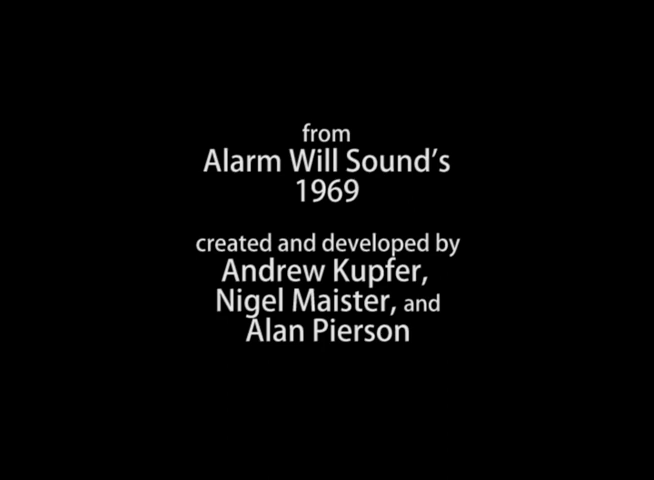 from
Alarm Will Sound’s
1969
created and developed by
Andrew Kupfer,
Nigel Maister, and
Alan Pierson